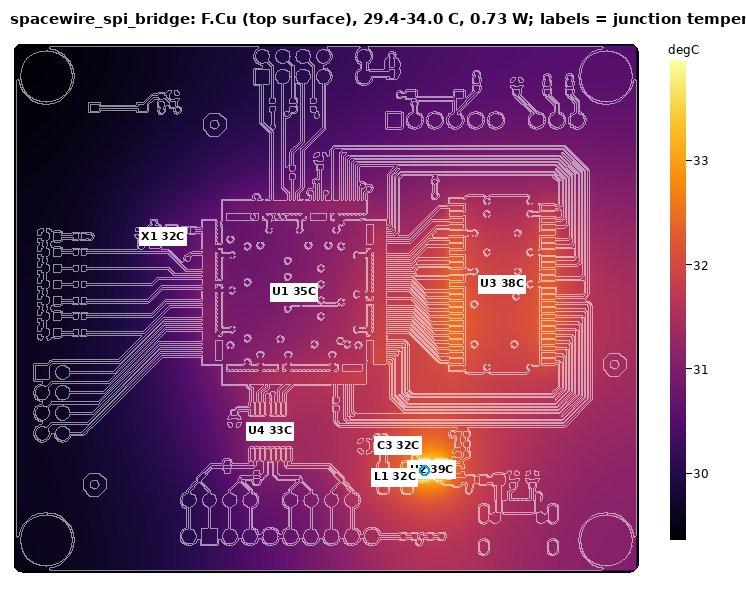 spacewire_spi_bridge: F.Cu (top surface), 29.4-34.0 C, 0.73 W; labels = junction temper
degC
33
X1 32C
32
U3 38C
U1 35C
31
U4 33C
C3 32C
39C
L1 32C
30